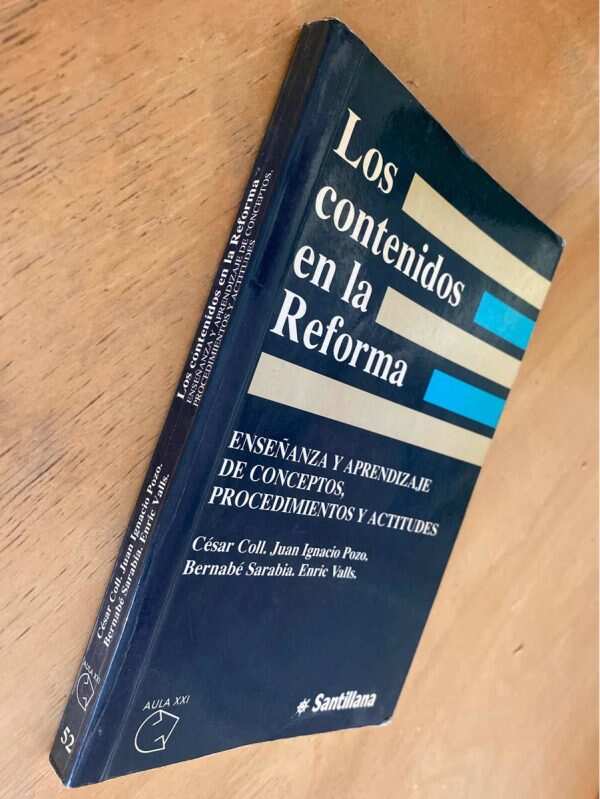 Los
contenidos
en la
Reforma
ENSEÑANZA Y APRENDIZAJE
DE CONCEPTOS,
PROCEDIMIENTOS Y ACTITUDES
César Coll. Juan Ignacio Pozo.
Bernabé Sarabia. Enric Valls.
AULA XXI
Santillana
Los contenidos en la Reforma
ENSEÑANZA Y APRENDIZAJE DE CONCEPTOS,
PROCEDIMIENTOS Y ACTITUDES
César Coll. Juan Ignacio Pozo.
Bernabé Sarabia. Enric Valls.
AULA XXI
52